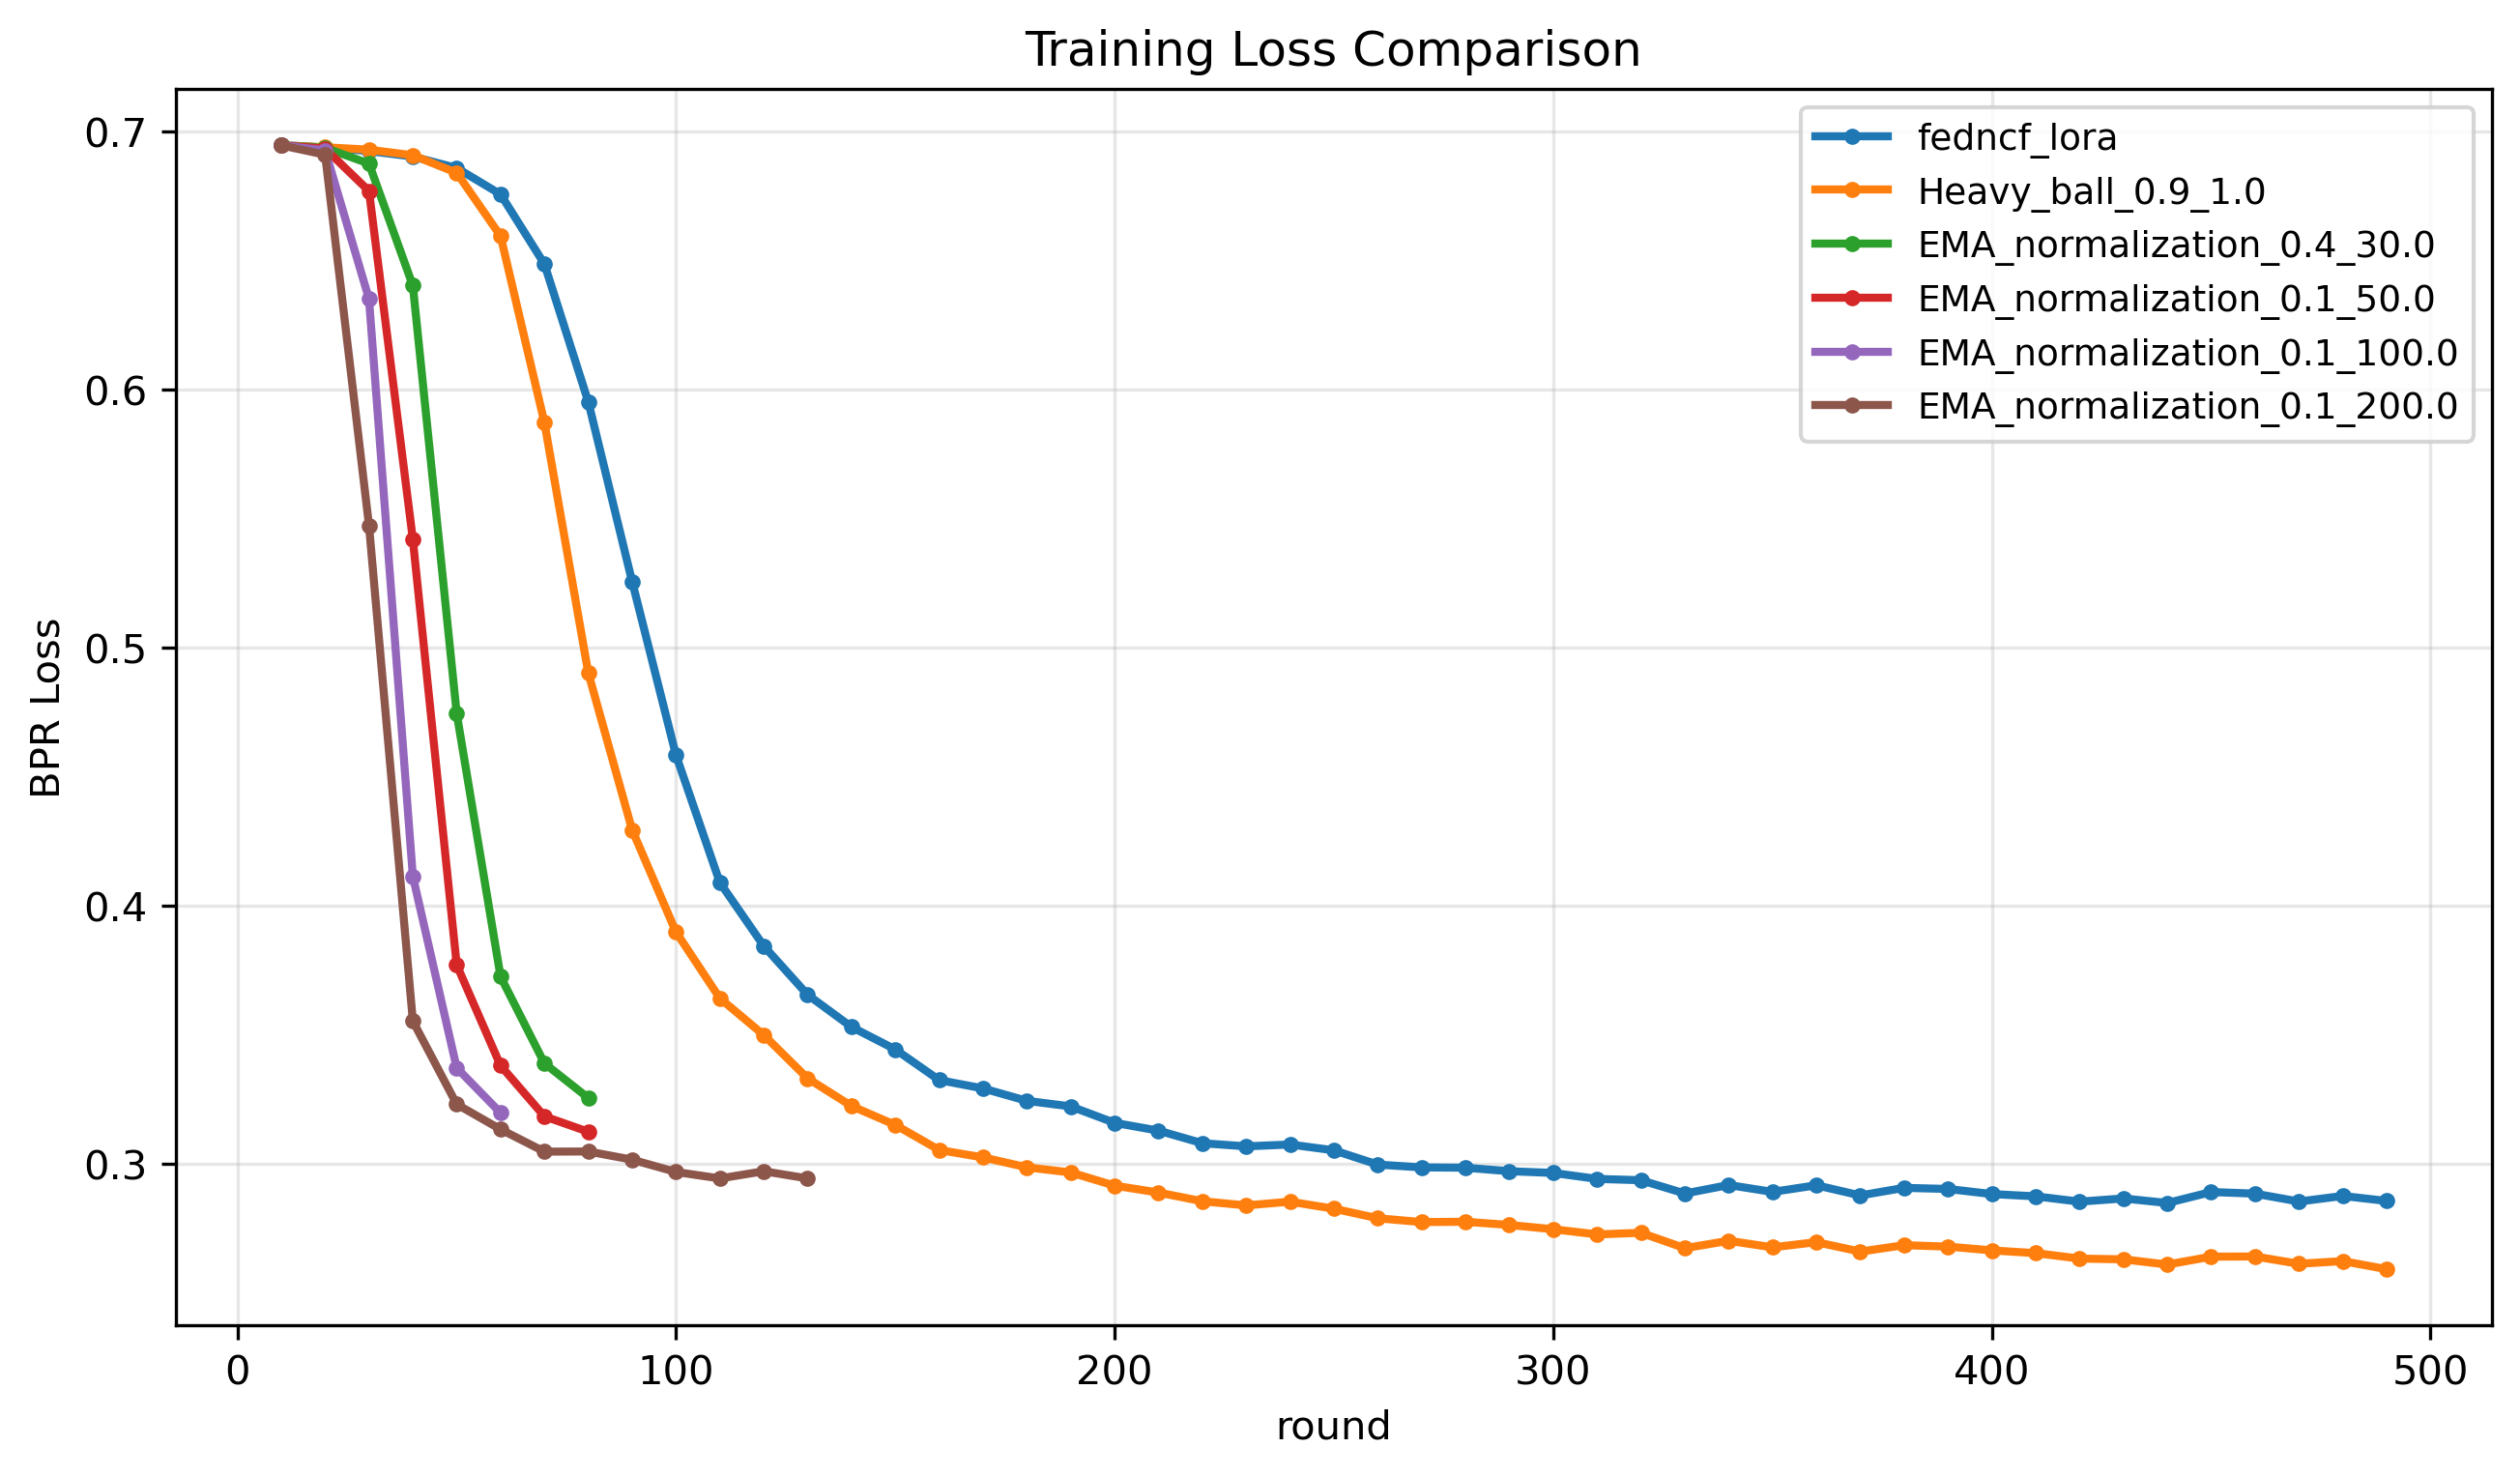 Training Loss Comparison
fedncf_lora
Heavy_ball_0.9_1.0
EMA_normalization_0.4_30.0
EMA_normalization_0.1_50.0
EMA_normalization_0.1_100.0
EMA_normalization_0.1_200.0
BPR Loss
0.7
0.6
0.5
0.4
0.3
0 100 200 300 400 500
round